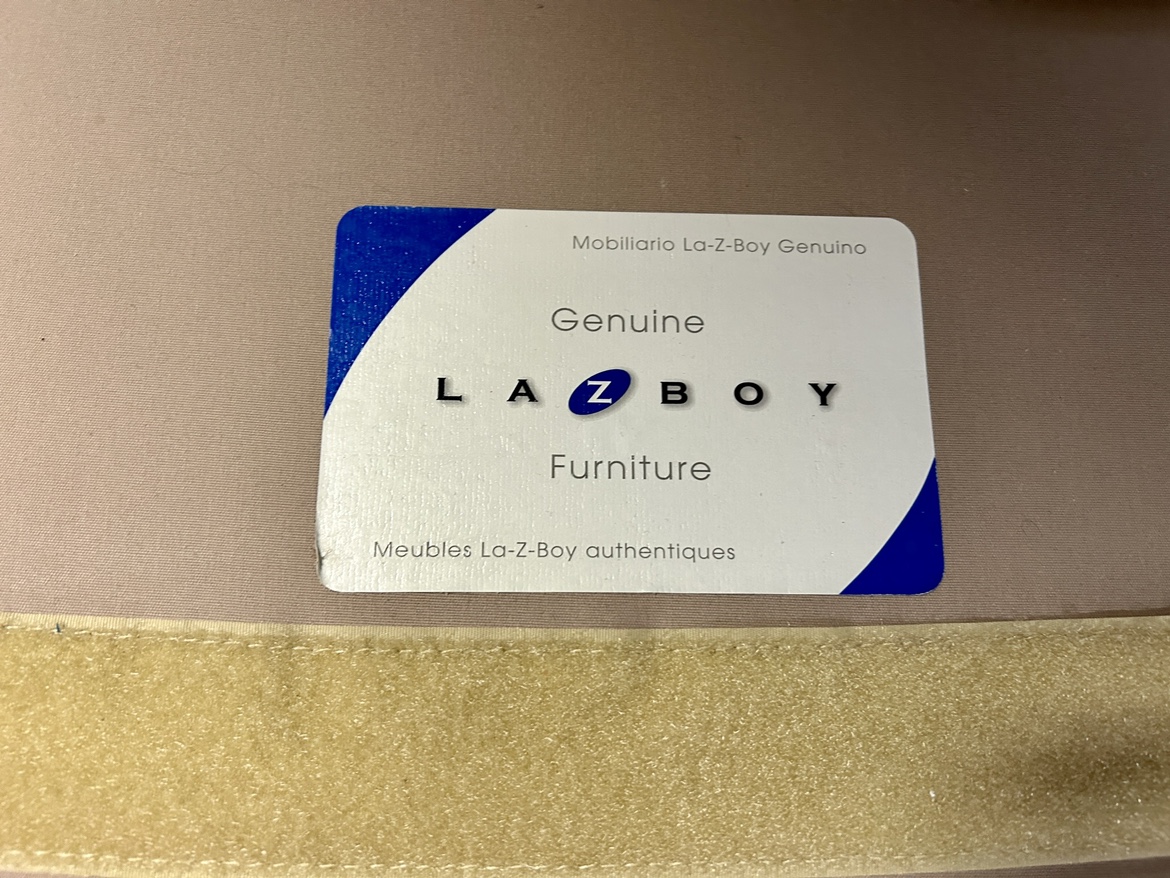 Mobiliario La-Z-Boy Genuino
Genuine
LAZBOY
Furniture
Meubles La-Z-Boy authentiques